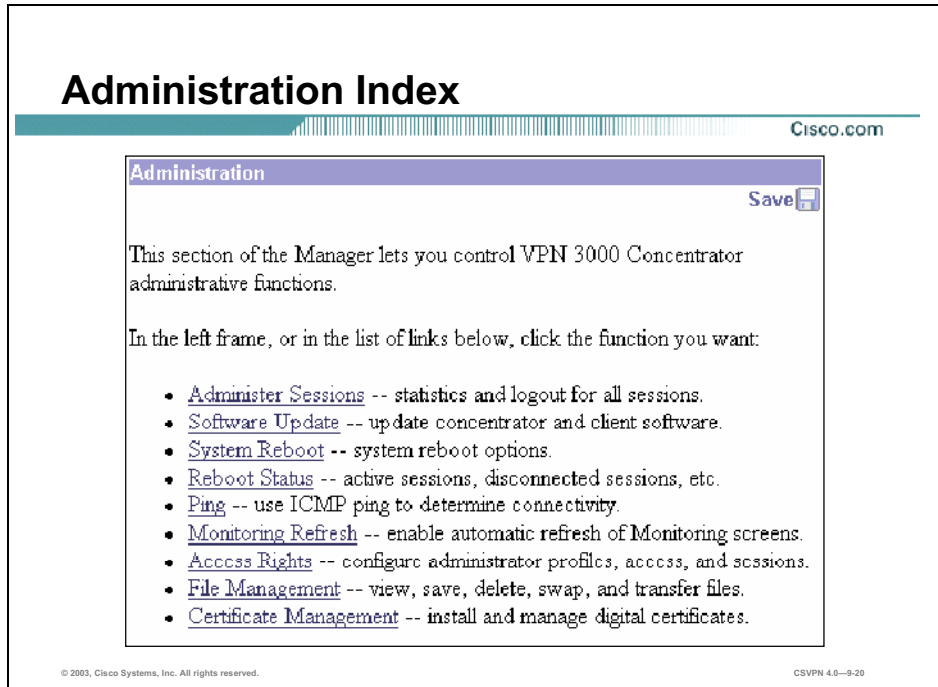 Administration Index
Cisco.com
Administration
Save
This section of the Manager lets you control VPN 3000 Concentrator
administrative functions.
In the left frame, or in the list of links below, click the function you want:
• Administer Sessions -- statistics and logout for all sessions.
• Software Update -- update concentrator and client software.
• System Reboot -- system reboot options.
• Reboot Status -- active sessions, disconnected sessions, etc.
• Ping -- use ICMP ping to determine connectivity.
• Monitoring Refresh -- enable automatic refresh of Monitoring screens.
• Access Rights -- configure administrator profiles, access, and sessions.
• File Management -- view, save, delete, swap, and transfer files.
• Certificate Management -- install and manage digital certificates.
© 2003, Cisco Systems, Inc. All rights reserved.
CSVPN 4.0—9-20